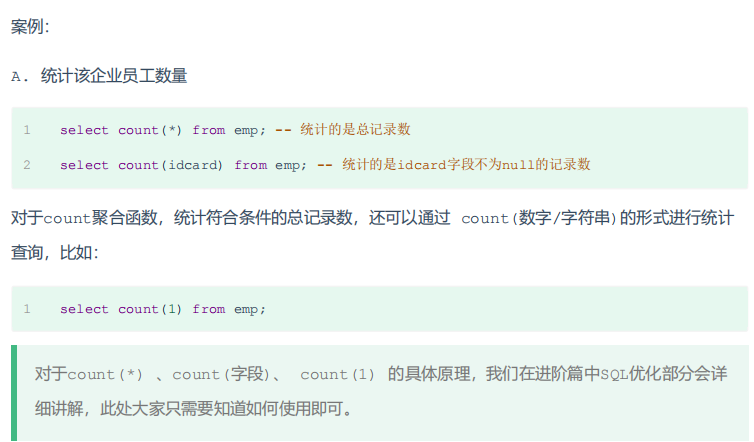 案例：
A. 统计该企业员工数量
1 select count(*) from emp; -- 统计的是总记录数
2 select count(idcard) from emp; -- 统计的是idcard字段不为null的记录数
对于count聚合函数，统计符合条件的总记录数，还可以通过 count(数字/字符串)的形式进行统计
查询，比如：
1 select count(1) from emp;
对于count(*) 、count(字段)、 count(1) 的具体原理，我们在进阶篇中SQL优化部分会详
细讲解，此处大家只需要知道如何使用即可。